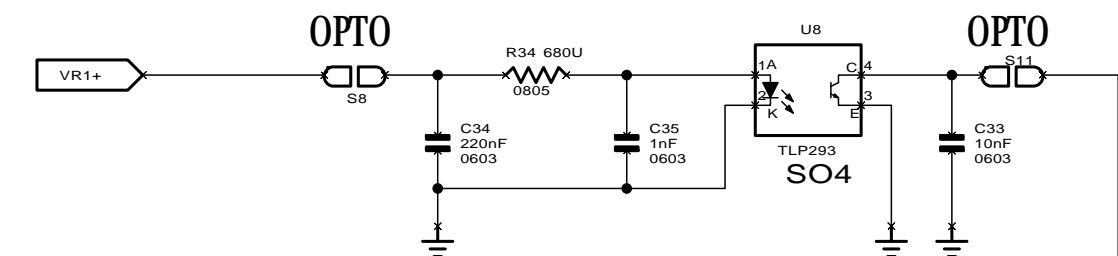 OPTO
OPTO
U8
R34 680U
S11
1A
C 4
VR1+
0805
S8
2
K
3
E
C34
220nF
0603
C35
1nF
0603
C33
10nF
0603
TLP293
SO4